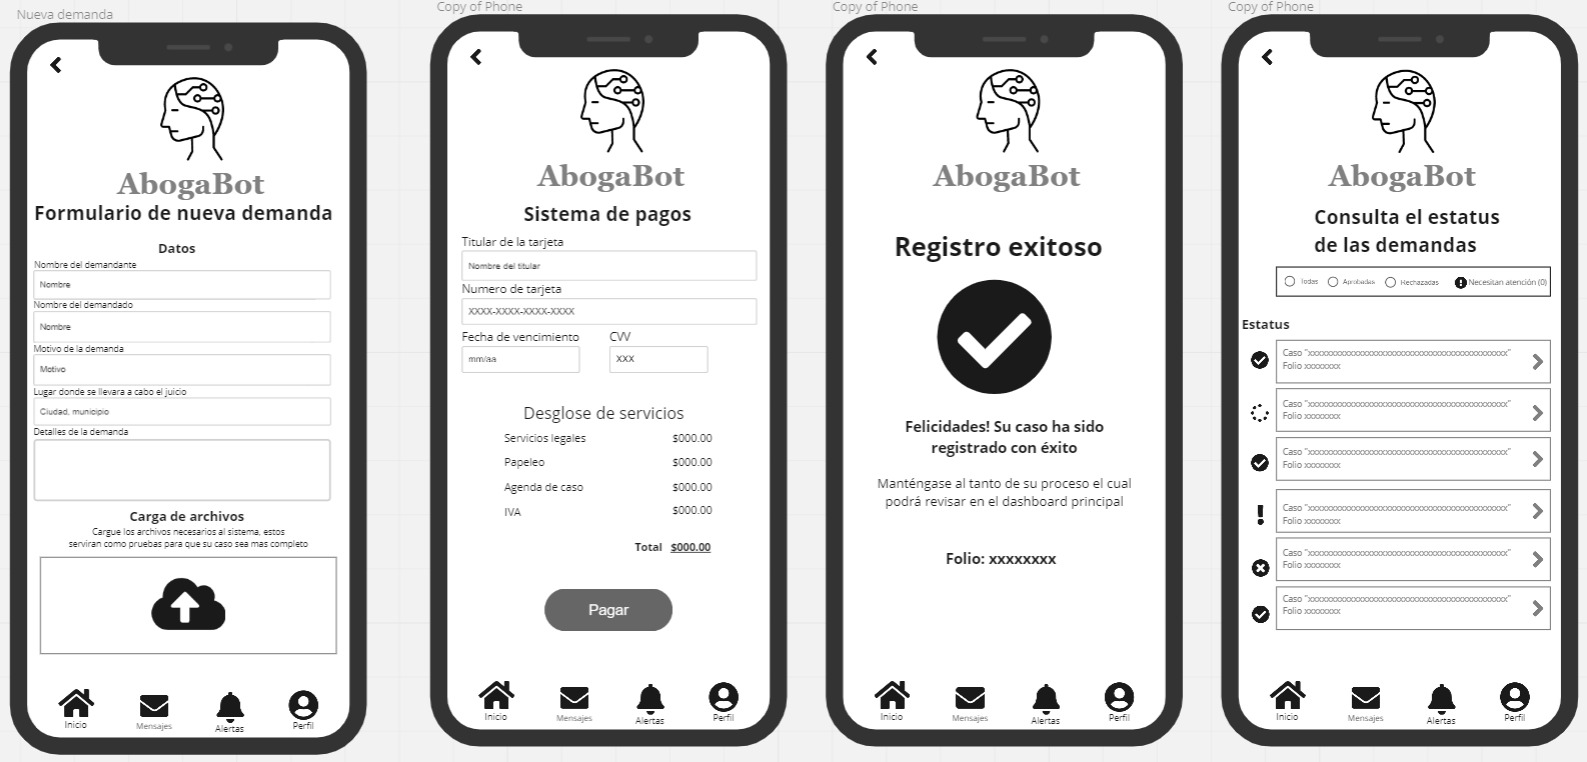 Nueva demanda
AbogaBot
Formulario de nueva demanda
Datos
Nombre del demandante
Nombre
Nombre del demandado
Nombre
Motivo de la demanda
Motivo
Lugar donde se llevara a cabo el juicio
Ciudad, municipio
Detalles de la demanda
Carga de archivos
Cargue los archivos necesarios al sistema, estos
serviran como pruebas para que su caso sea mas completo
Inicio
Mensajes
Alertas
Perfil
Copy of Phone
AbogaBot
Sistema de pagos
Titular de la tarjeta
Nombre del titular
Numero de tarjeta
XXXX-XXXX-XXXX-XXXX
Fecha de vencimiento CVV
mm/aa XXX
Desglose de servicios
Servicios legales $000.00
Papeleo $000.00
Agenda de caso $000.00
IVA $000.00
Total $000.00
Pagar
Inicio
Mensajes
Alertas
Perfil
Copy of Phone
AbogaBot
Registro exitoso
Felicidades! Su caso ha sido
registrado con éxito
Manténgase al tanto de su proceso el cual
podrá revisar en el dashboard principal
Folio: xxxxxxxx
Inicio
Mensajes
Alertas
Perfil
Copy of Phone
AbogaBot
Consulta el estatus
de las demandas
Todas Aprobadas Rechazadas Necesitan atención (0)
Estatus
Caso "xxxxxxxxxxxxxxxxxxxxxxxxxxxxxxxxxxxxxxxxxxx"
Folio xxxxxxxx
Caso "xxxxxxxxxxxxxxxxxxxxxxxxxxxxxxxxxxxxxxxxxxx"
Folio xxxxxxxx
Caso "xxxxxxxxxxxxxxxxxxxxxxxxxxxxxxxxxxxxxxxxxxx"
Folio xxxxxxxx
Caso "xxxxxxxxxxxxxxxxxxxxxxxxxxxxxxxxxxxxxxxxxxx"
Folio xxxxxxxx
Caso "xxxxxxxxxxxxxxxxxxxxxxxxxxxxxxxxxxxxxxxxxxx"
Folio xxxxxxxx
Caso "xxxxxxxxxxxxxxxxxxxxxxxxxxxxxxxxxxxxxxxxxxx"
Folio xxxxxxxx
Inicio
Mensajes
Alertas
Perfil